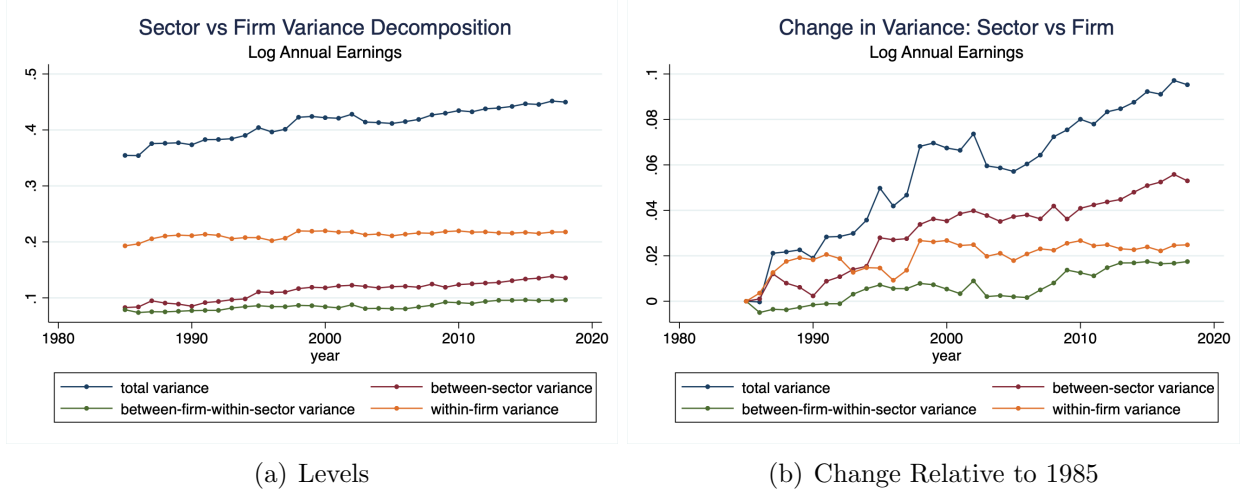 Sector vs Firm Variance Decomposition
Log Annual Earnings
.5
.4
.3
.2
.1
1980 1990 2000 2010 2020
year
total variance between-sector variance
between-firm-within-sector variance within-firm variance
(a) Levels
Change in Variance: Sector vs Firm
Log Annual Earnings
.1
.08
.06
.04
.02
0
1980 1990 2000 2010 2020
year
total variance between-sector variance
between-firm-within-sector variance within-firm variance
(b) Change Relative to 1985